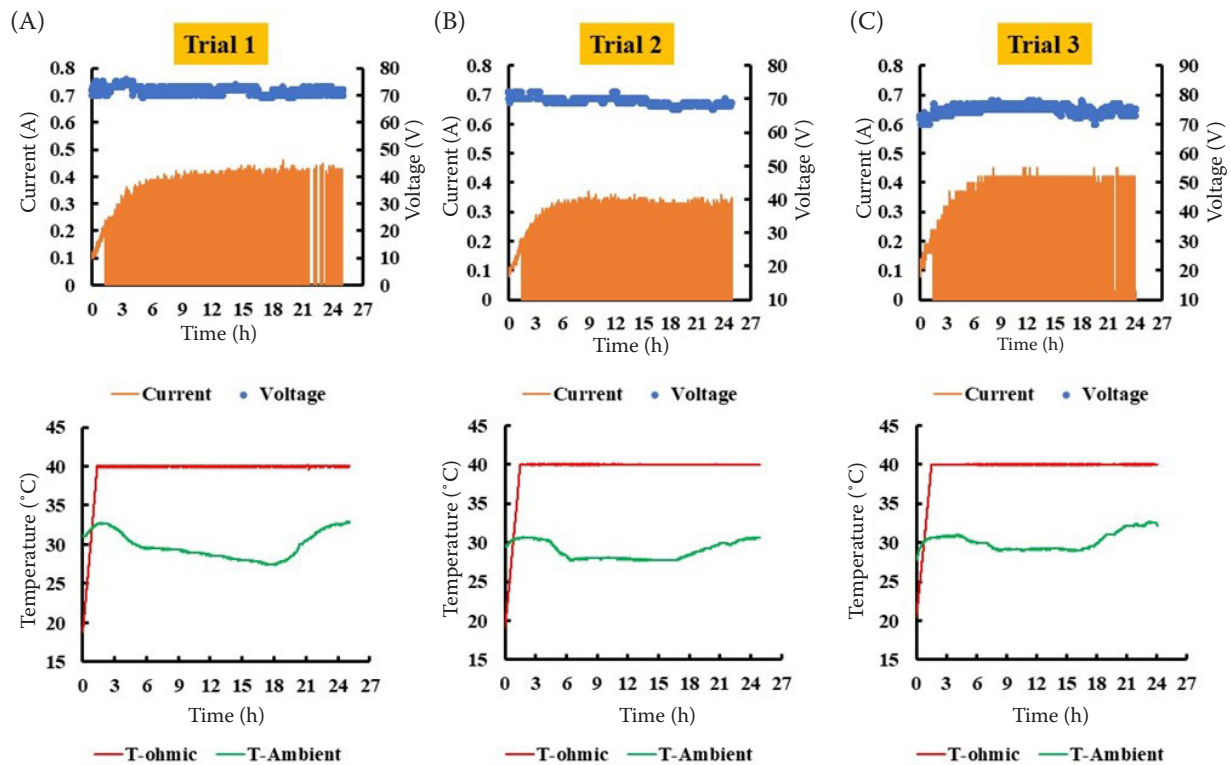 (A)
Trial 1
Current (A)
0.8
0.7
0.6
0.5
0.4
0.3
0.2
0.1
0
80
70
60
50
40
30
20
10
0
Voltage (V)
0 3 6 9 12 15 18 21 24 27
Time (h)
Current Voltage
(B)
Trial 2
Current (A)
0.8
0.7
0.6
0.5
0.4
0.3
0.2
0.1
0
80
70
60
50
40
30
20
10
Voltage (V)
0 3 6 9 12 15 18 21 24 27
Time (h)
Current Voltage
(C)
Trial 3
Current (A)
0.8
0.7
0.6
0.5
0.4
0.3
0.2
0.1
0
90
80
70
60
50
40
30
20
10
Voltage (V)
0 3 6 9 12 15 18 21 24 27
Time (h)
Current Voltage
Temperature (°C)
45
40
35
30
25
20
15
0 3 6 9 12 15 18 21 24 27
Time (h)
T-ohmic T-Ambient
Temperature (°C)
45
40
35
30
25
20
15
0 3 6 9 12 15 18 21 24 27
Time (h)
T-ohmic T-Ambient
Temperature (°C)
45
40
35
30
25
20
15
0 3 6 9 12 15 18 21 24 27
Time (h)
T-ohmic T-Ambient